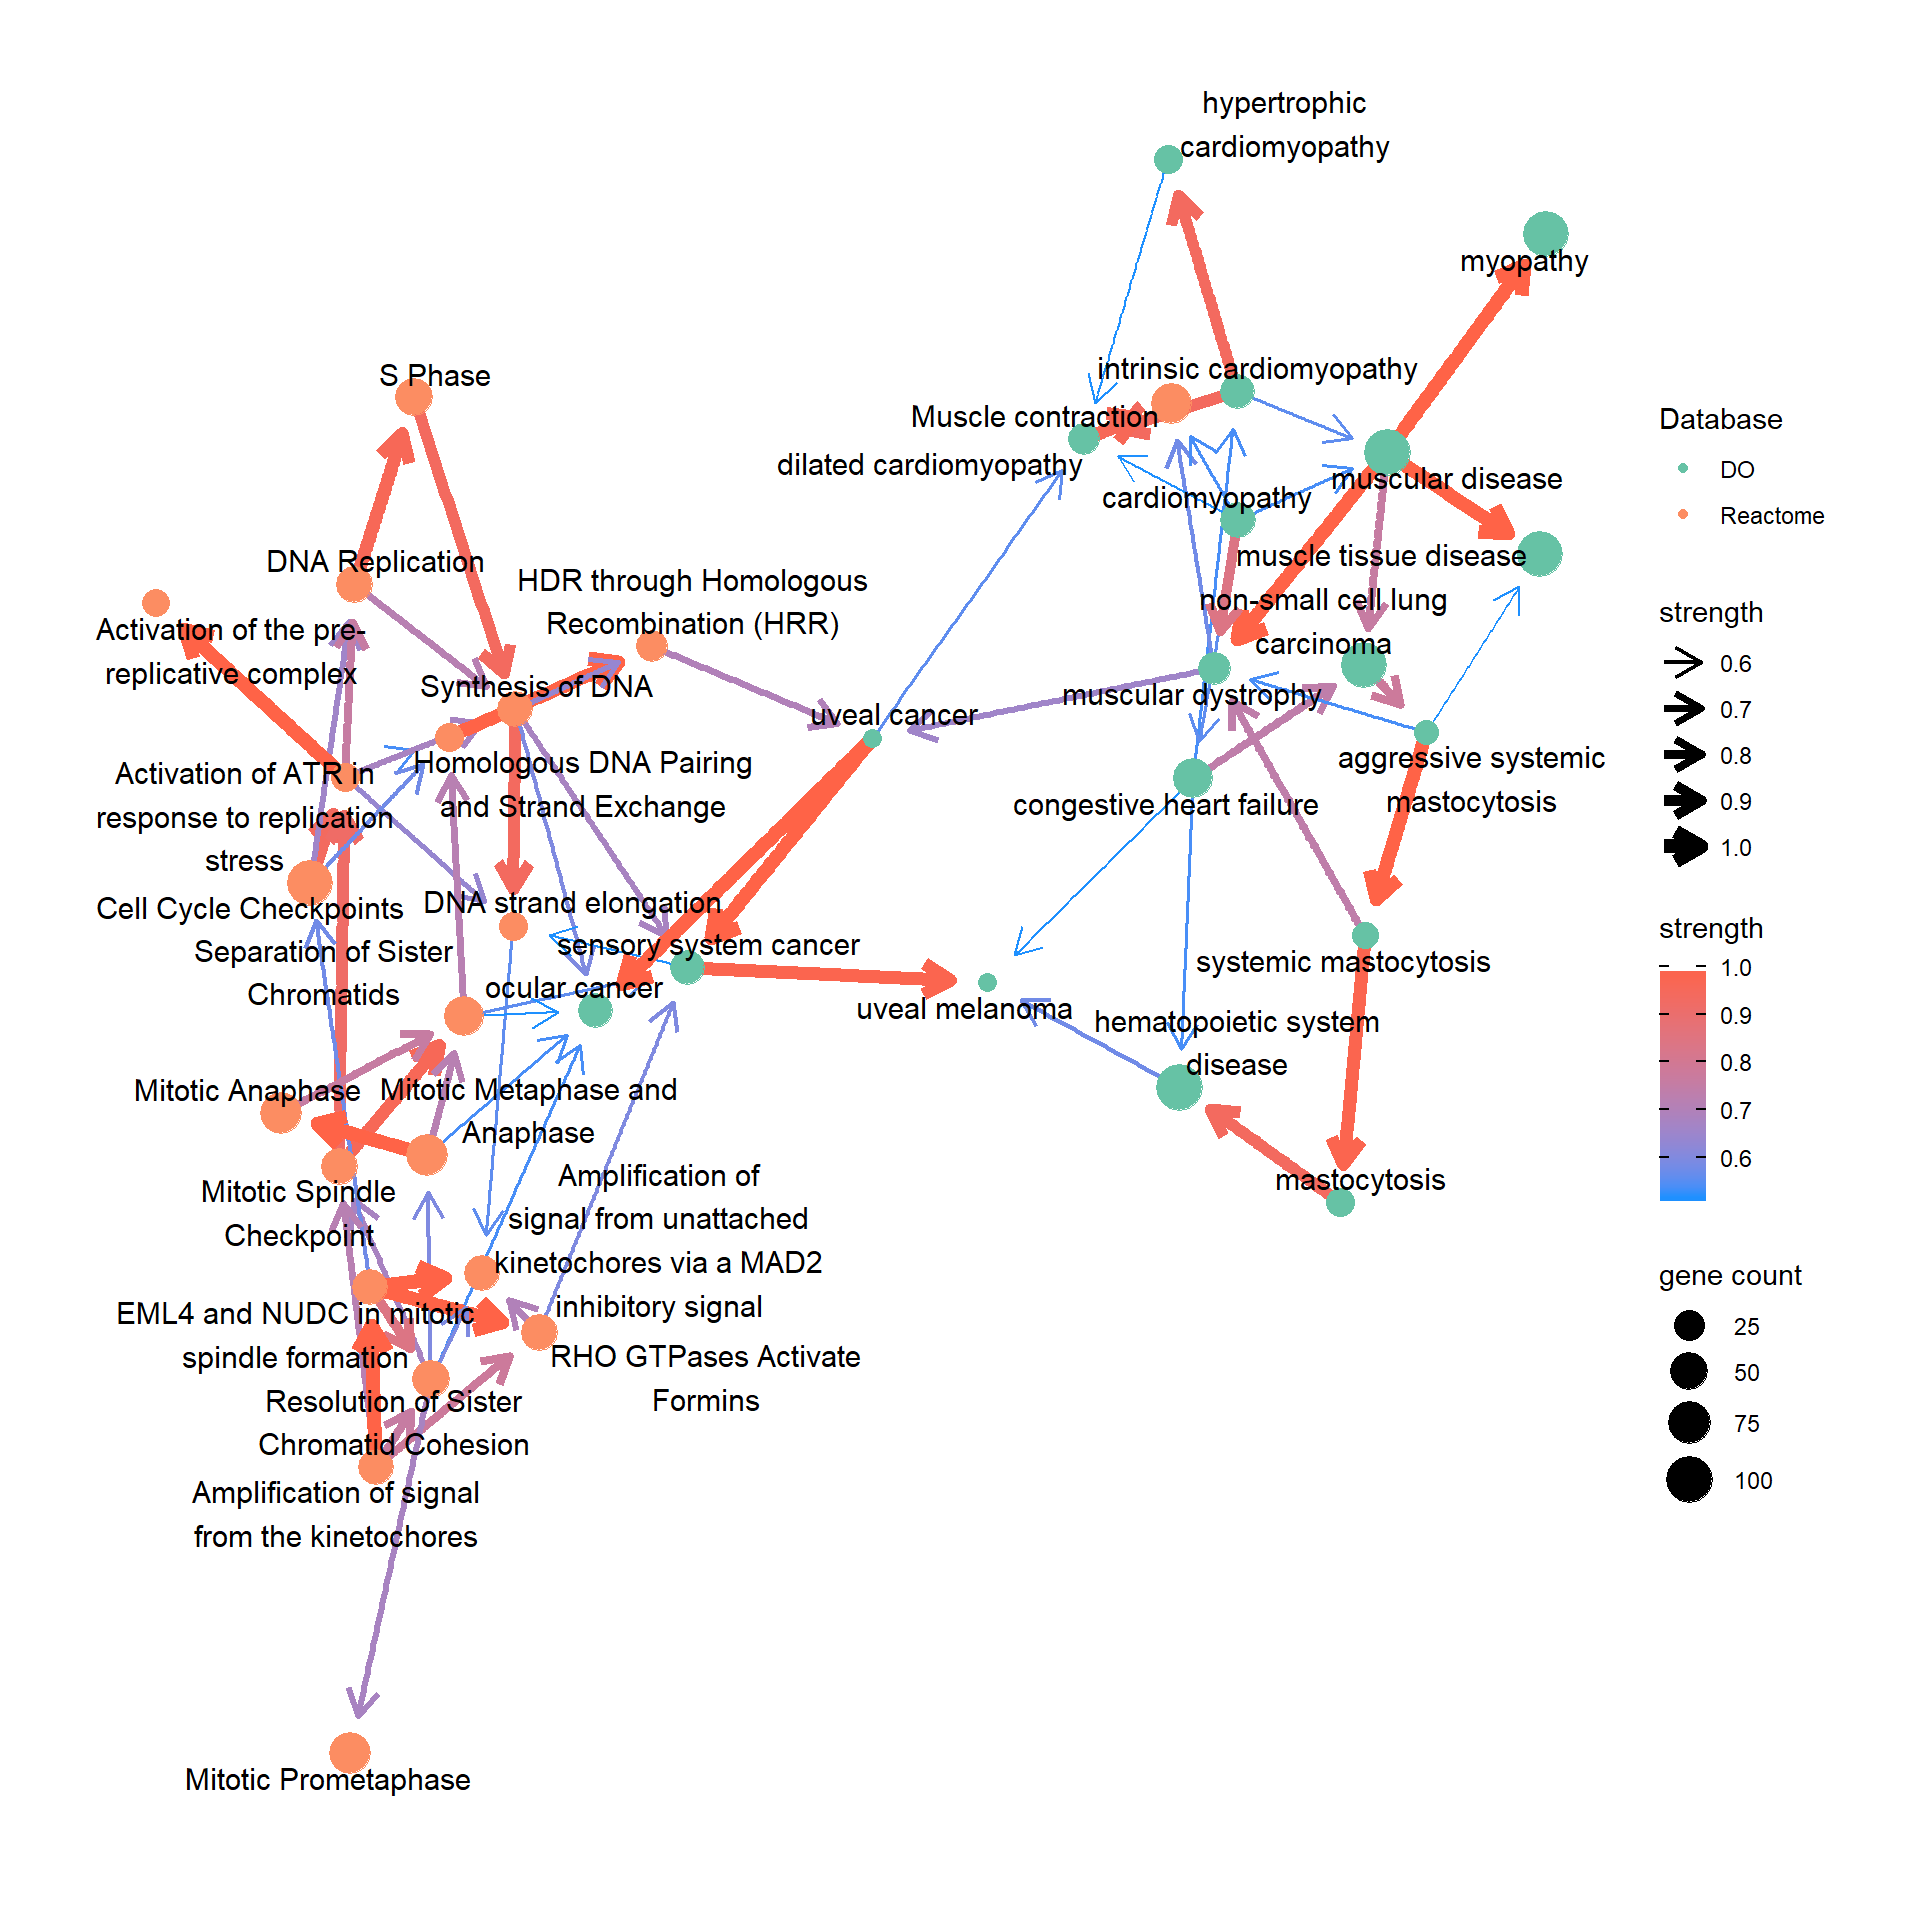 hypertrophic
cardiomyopathy
myopathy
intrinsic cardiomyopathy
S Phase
Muscle contraction
dilated cardiomyopathy
muscular disease
cardiomyopathy
DNA Replication
HDR through Homologous
Recombination (HRR)
muscle tissue disease
non-small cell lung
carcinoma
Activation of the pre-
replicative complex
Synthesis of DNA
uveal cancer
muscular dystrophy
Homologous DNA Pairing
and Strand Exchange
Activation of ATR in
response to replication
stress
congestive heart failure
aggressive systemic
mastocytosis
Cell Cycle Checkpoints
DNA strand elongation
sensory system cancer
Separation of Sister
Chromatids
ocular cancer
systemic mastocytosis
uveal melanoma
hematopoietic system
disease
Mitotic Anaphase
Mitotic Metaphase and
Anaphase
mastocytosis
Mitotic Spindle
Checkpoint
Amplification of
signal from unattached
kinetochores via a MAD2
inhibitory signal
EML4 and NUDC in mitotic
spindle formation
RHO GTPases Activate
Formins
Resolution of Sister
Chromatid Cohesion
Amplification of signal
from the kinetochores
Mitotic Prometaphase
Database
DO
Reactome
strength
0.6
0.7
0.8
0.9
1.0
strength
1.0
0.9
0.8
0.7
0.6
gene count
25
50
75
100